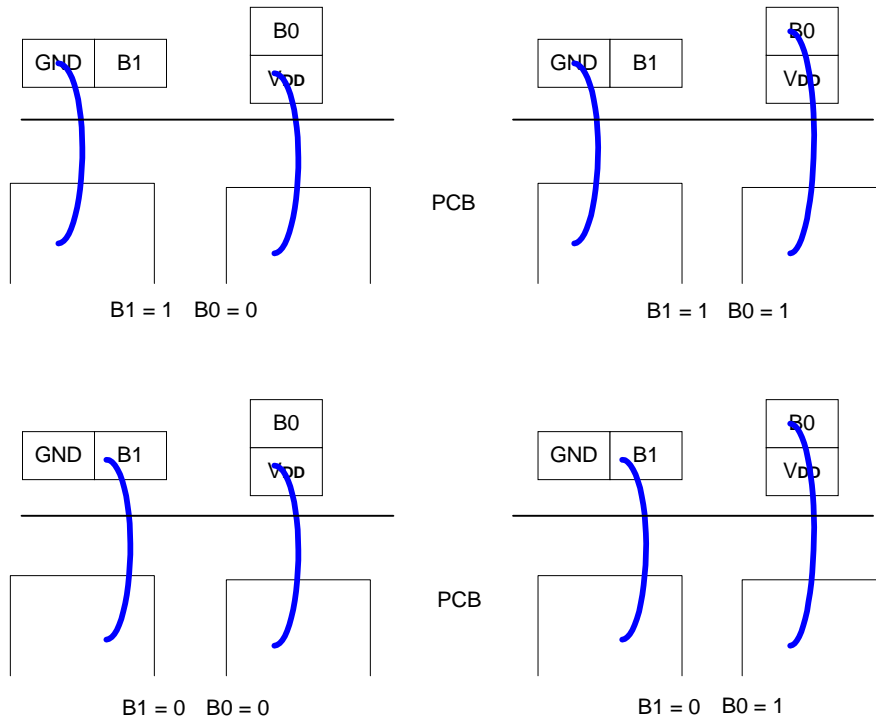 B0
GND B1
VDD
B0
GND B1
VDD
PCB
B1 = 1 B0 = 0
B1 = 1 B0 = 1
B0
GND B1
VDD
B0
GND B1
VDD
PCB
B1 = 0 B0 = 0
B1 = 0 B0 = 1